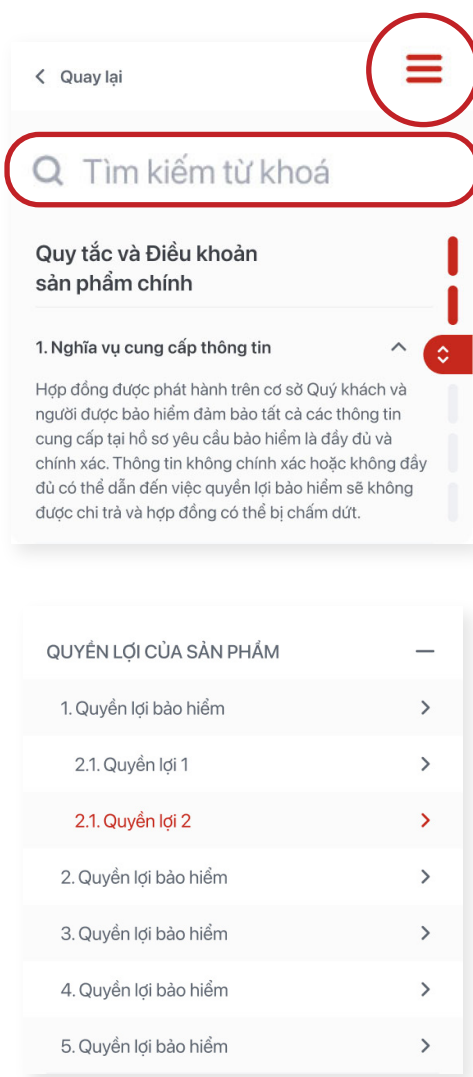 Quay lại
Tìm kiếm từ khoá
Quy tắc và Điều khoản
sản phẩm chính
1. Nghĩa vụ cung cấp thông tin
Hợp đồng được phát hành trên cơ sở Quý khách và
người được bảo hiểm đảm bảo tất cả các thông tin
cung cấp tại hồ sơ yêu cầu bảo hiểm là đầy đủ và
chính xác. Thông tin không chính xác hoặc không đầy
đủ có thể dẫn đến việc quyền lợi bảo hiểm sẽ không
được chi trả và hợp đồng có thể bị chấm dứt.
QUYỀN LỢI CỦA SẢN PHẨM
1. Quyền lợi bảo hiểm
2.1. Quyền lợi 1
2.1. Quyền lợi 2
2. Quyền lợi bảo hiểm
3. Quyền lợi bảo hiểm
4. Quyền lợi bảo hiểm
5. Quyền lợi bảo hiểm